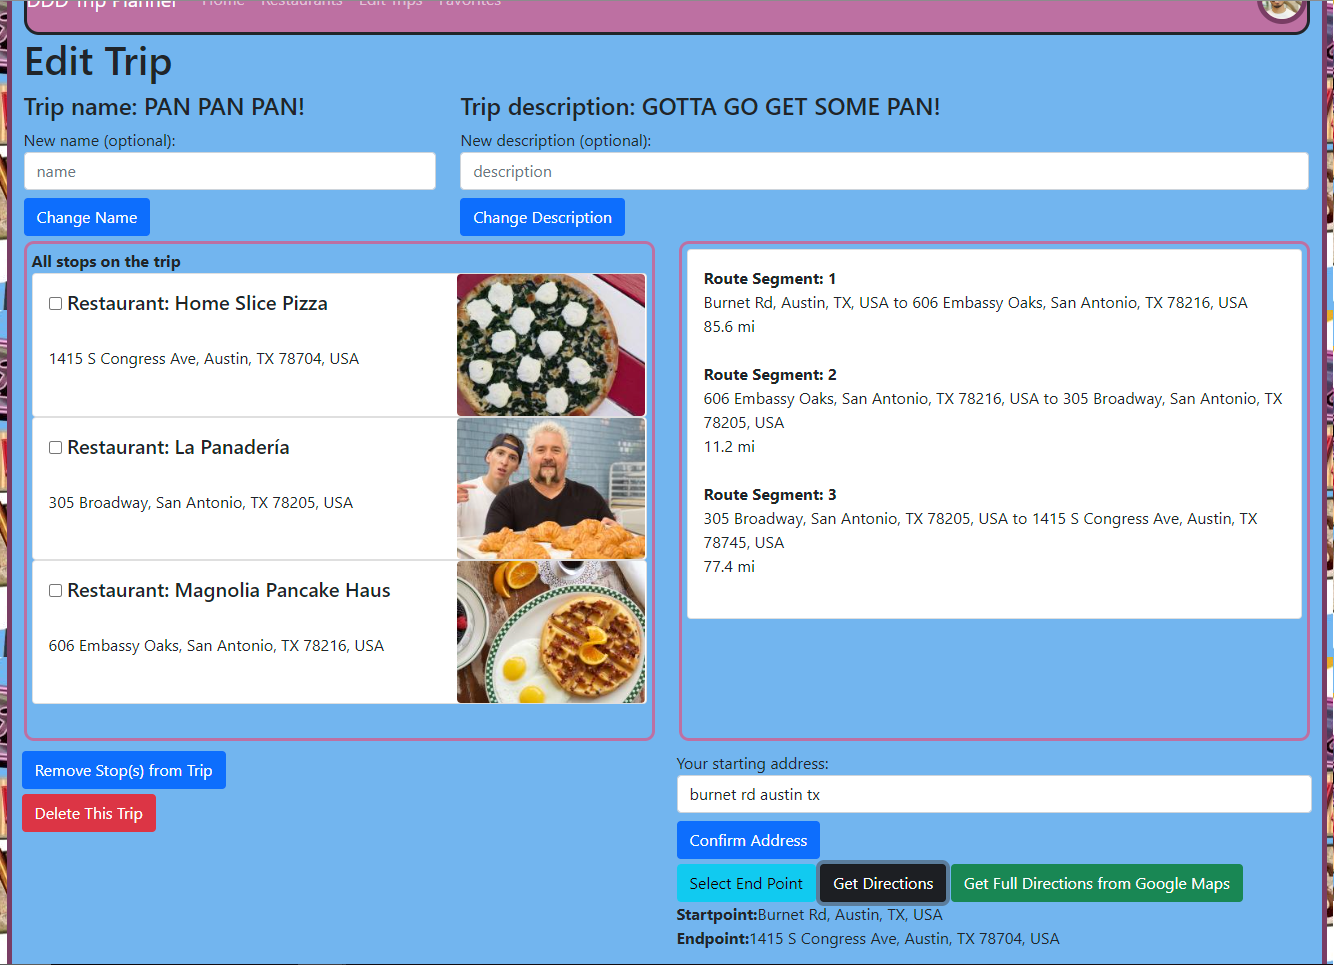 DDD Trip Planner Home Restaurants Edit Trips Favorites
Edit Trip
Trip name: PAN PAN PAN!
New name (optional):
name
Change Name
Trip description: GOTTA GO GET SOME PAN!
New description (optional):
description
Change Description
All stops on the trip
Restaurant: Home Slice Pizza
1415 S Congress Ave, Austin, TX 78704, USA
Restaurant: La Panadería
305 Broadway, San Antonio, TX 78205, USA
Restaurant: Magnolia Pancake Haus
606 Embassy Oaks, San Antonio, TX 78216, USA
Remove Stop(s) from Trip
Delete This Trip
Route Segment: 1
Burnet Rd, Austin, TX, USA to 606 Embassy Oaks, San Antonio, TX 78216, USA
85.6 mi
Route Segment: 2
606 Embassy Oaks, San Antonio, TX 78216, USA to 305 Broadway, San Antonio, TX
78205, USA
11.2 mi
Route Segment: 3
305 Broadway, San Antonio, TX 78205, USA to 1415 S Congress Ave, Austin, TX
78745, USA
77.4 mi
Your starting address:
burnet rd austin tx
Confirm Address
Select End Point Get Directions Get Full Directions from Google Maps
Startpoint:Burnet Rd, Austin, TX, USA
Endpoint:1415 S Congress Ave, Austin, TX 78704, USA